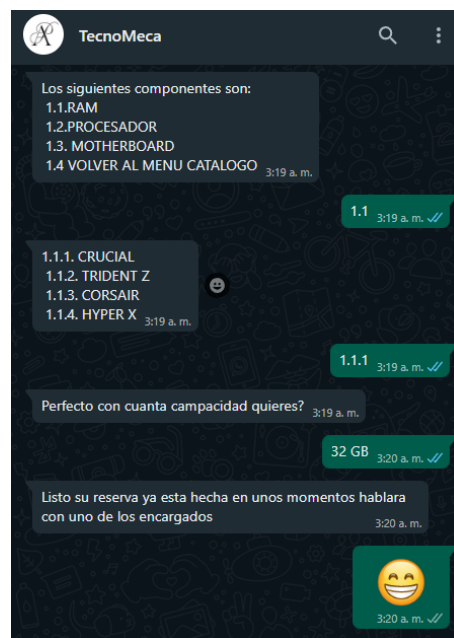 TecnoMeca
Los siguientes componentes son:
1.1.RAM
1.2.PROCESADOR
1.3. MOTHERBOARD
1.4 VOLVER AL MENU CATALOGO
3:19 a. m.
1.1
3:19 a. m.
1.1.1. CRUCIAL
1.1.2. TRIDENT Z
1.1.3. CORSAIR
1.1.4. HYPER X
3:19 a. m.
1.1.1
3:19 a. m.
Perfecto con cuanta campacidad quieres?
3:19 a. m.
32 GB
3:20 a. m.
Listo su reserva ya esta hecha en unos momentos hablara
con uno de los encargados
3:20 a. m.
😁
3:20 a. m.